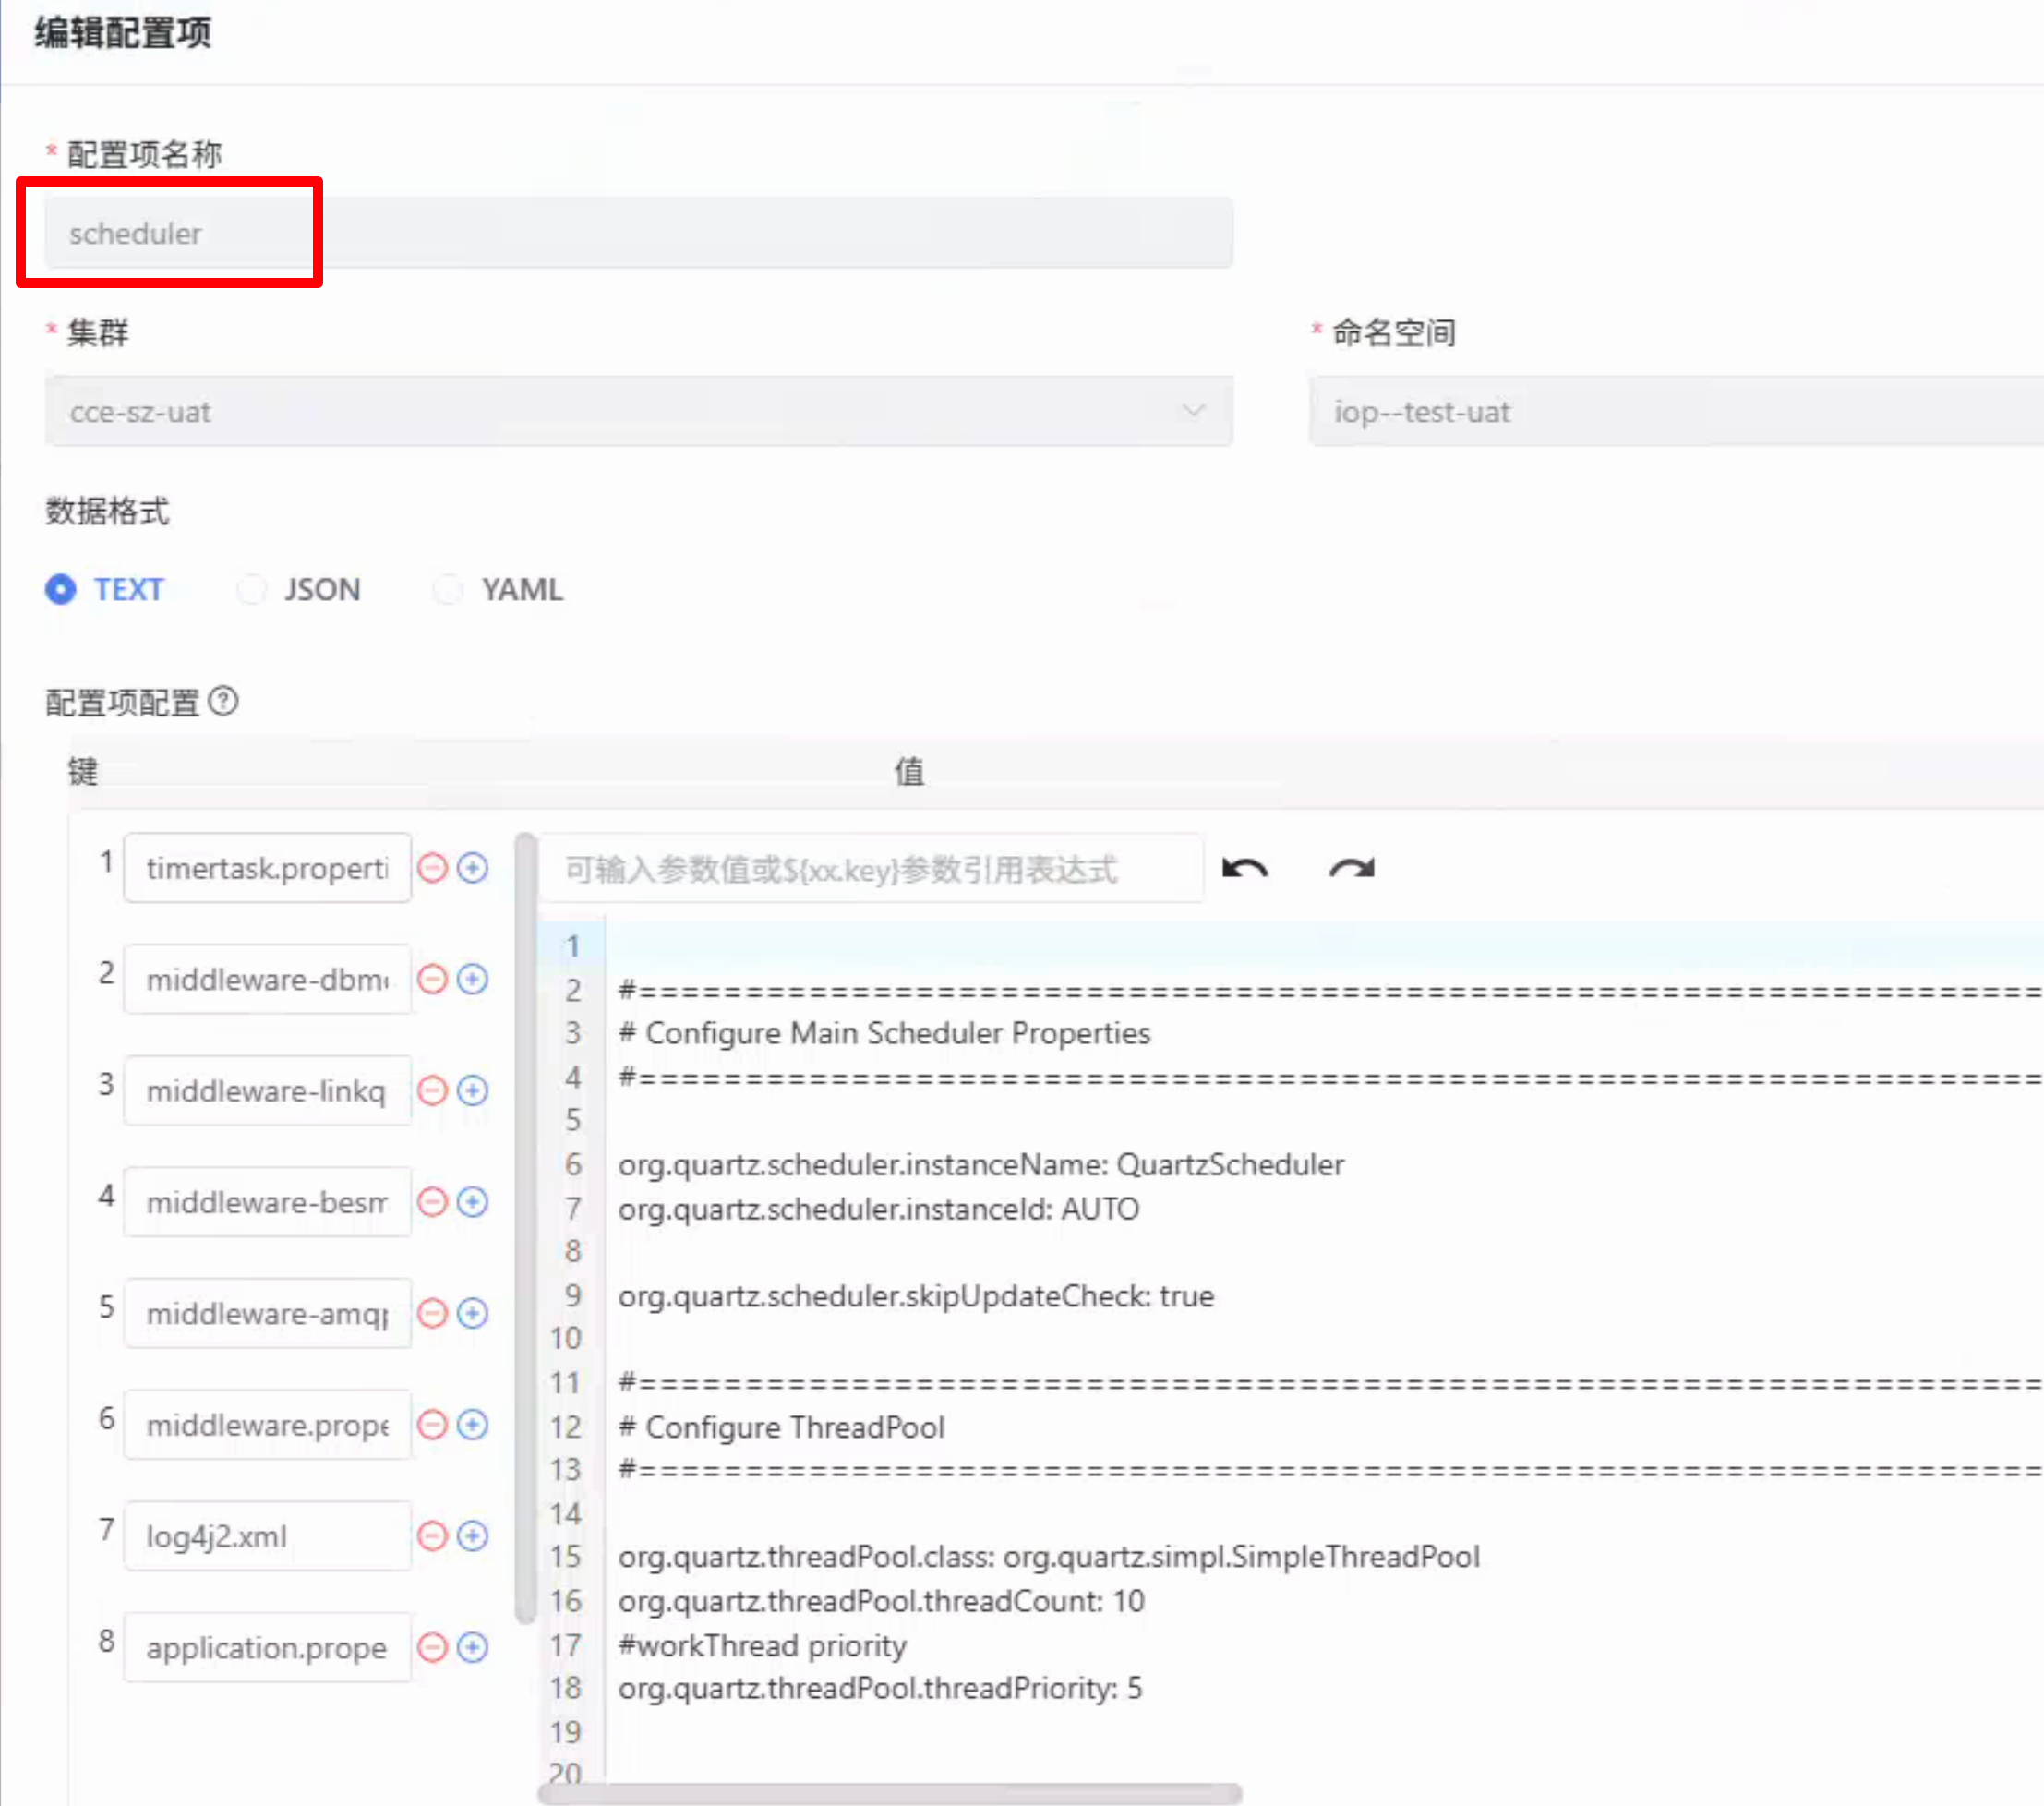 编辑配置项
* 配置项名称
scheduler
* 集群
* 命名空间
cce-sz-uat
iop--test-uat
数据格式
TEXT JSON YAML
配置项配置
键 值
1 timertask.properti
2 middleware-dbm
3 middleware-linkq
4 middleware-besm
5 middleware-amq
6 middleware.prope
7 log4j2.xml
8 application.prope
可输入参数值或${xx.key}参数引用表达式
1
2 #==================================================================
3 # Configure Main Scheduler Properties
4 #==================================================================
5
6 org.quartz.scheduler.instanceName: QuartzScheduler
7 org.quartz.scheduler.instanceId: AUTO
8
9 org.quartz.scheduler.skipUpdateCheck: true
10
11 #==================================================================
12 # Configure ThreadPool
13 #==================================================================
14
15 org.quartz.threadPool.class: org.quartz.simpl.SimpleThreadPool
16 org.quartz.threadPool.threadCount: 10
17 #workThread priority
18 org.quartz.threadPool.threadPriority: 5
19
20